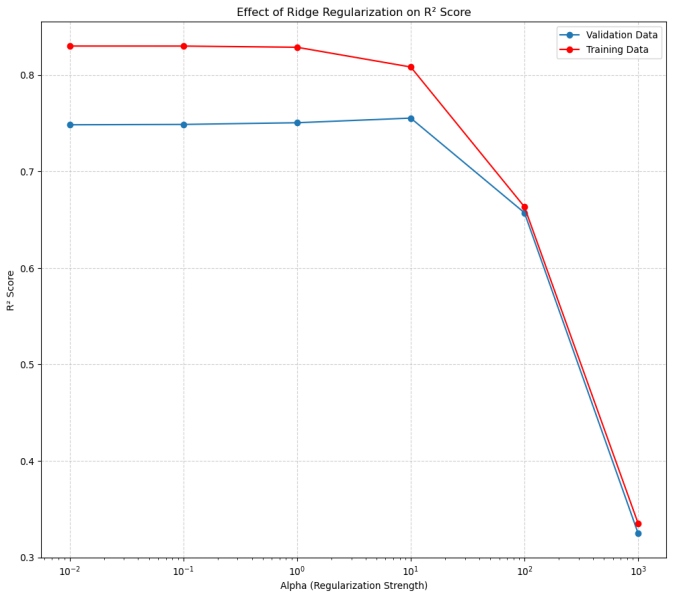 Effect of Ridge Regularization on R² Score
Validation Data
Training Data
0.8
0.7
0.6
0.5
0.4
0.3
R² Score
10⁻²
10⁻¹
10⁰
10¹
10²
10³
Alpha (Regularization Strength)